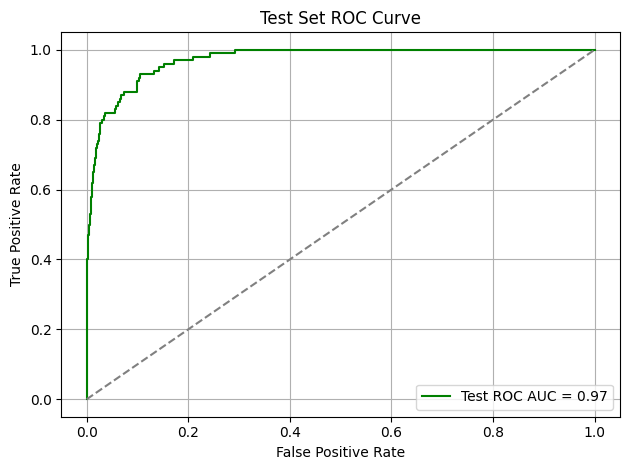 Test Set ROC Curve
1.0
0.8
0.6
0.4
0.2
0.0
True Positive Rate
Test ROC AUC = 0.97
0.0 0.2 0.4 0.6 0.8 1.0
False Positive Rate